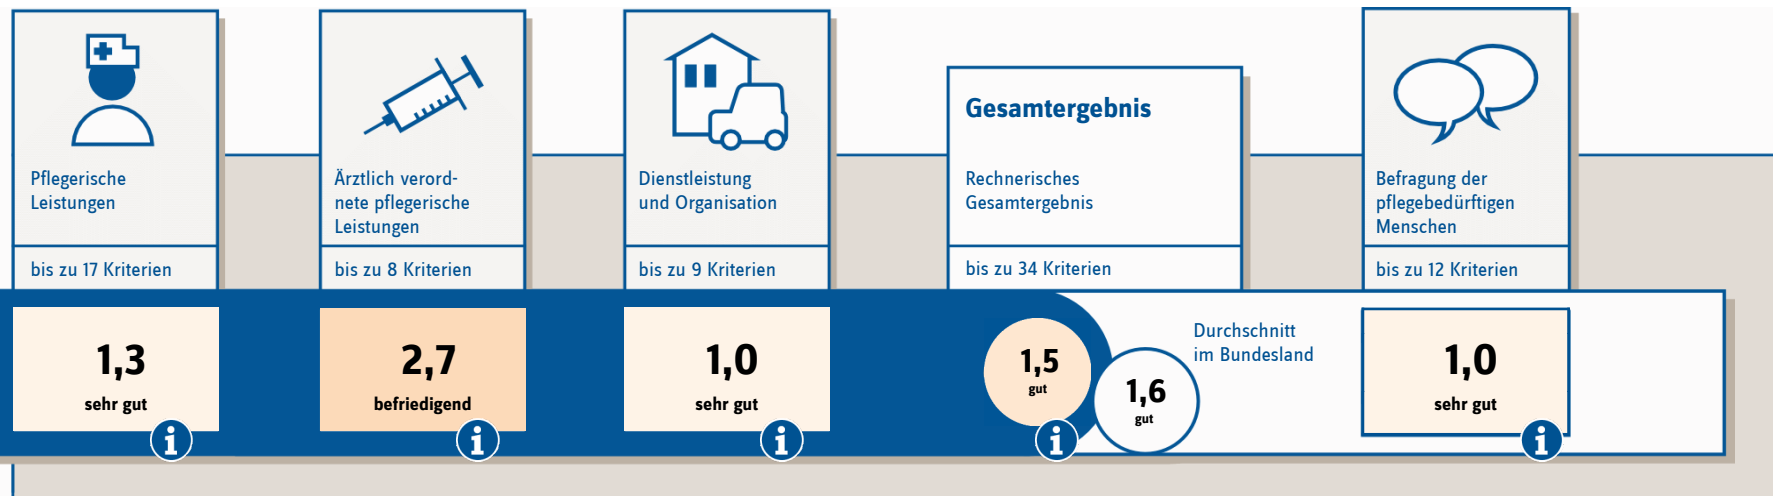 Pflegerische
Leistungen
bis zu 17 Kriterien
1,3
sehr gut
i
Ärztlich verord-
nete pflegerische
Leistungen
bis zu 8 Kriterien
2,7
befriedigend
i
Dienstleistung
und Organisation
bis zu 9 Kriterien
1,0
sehr gut
i
Gesamtergebnis
Rechnerisches
Gesamtergebnis
bis zu 34 Kriterien
1,5
gut
i
1,6
gut
Durchschnitt
im Bundesland
Befragung der
pflegebedürftigen
Menschen
bis zu 12 Kriterien
1,0
sehr gut
i